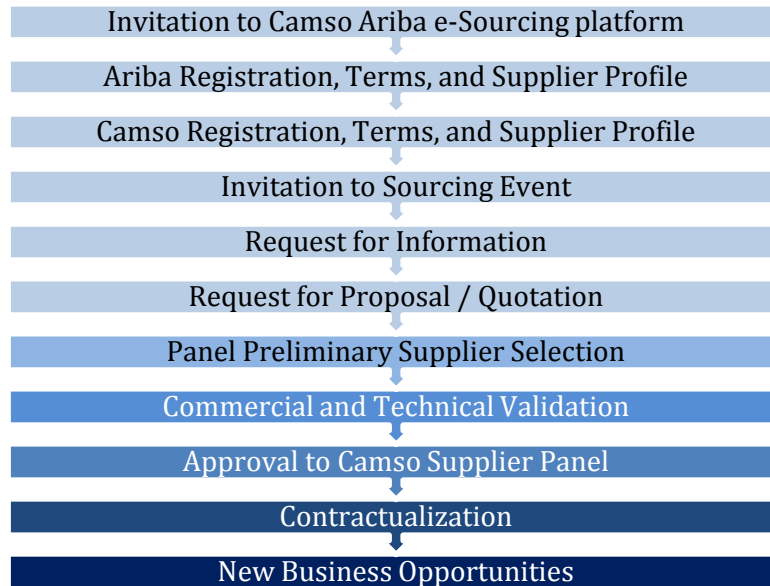 Invitation to Camso Ariba e-Sourcing platform
Ariba Registration, Terms, and Supplier Profile
Camso Registration, Terms, and Supplier Profile
Invitation to Sourcing Event
Request for Information
Request for Proposal / Quotation
Panel Preliminary Supplier Selection
Commercial and Technical Validation
Approval to Camso Supplier Panel
Contractualization
New Business Opportunities